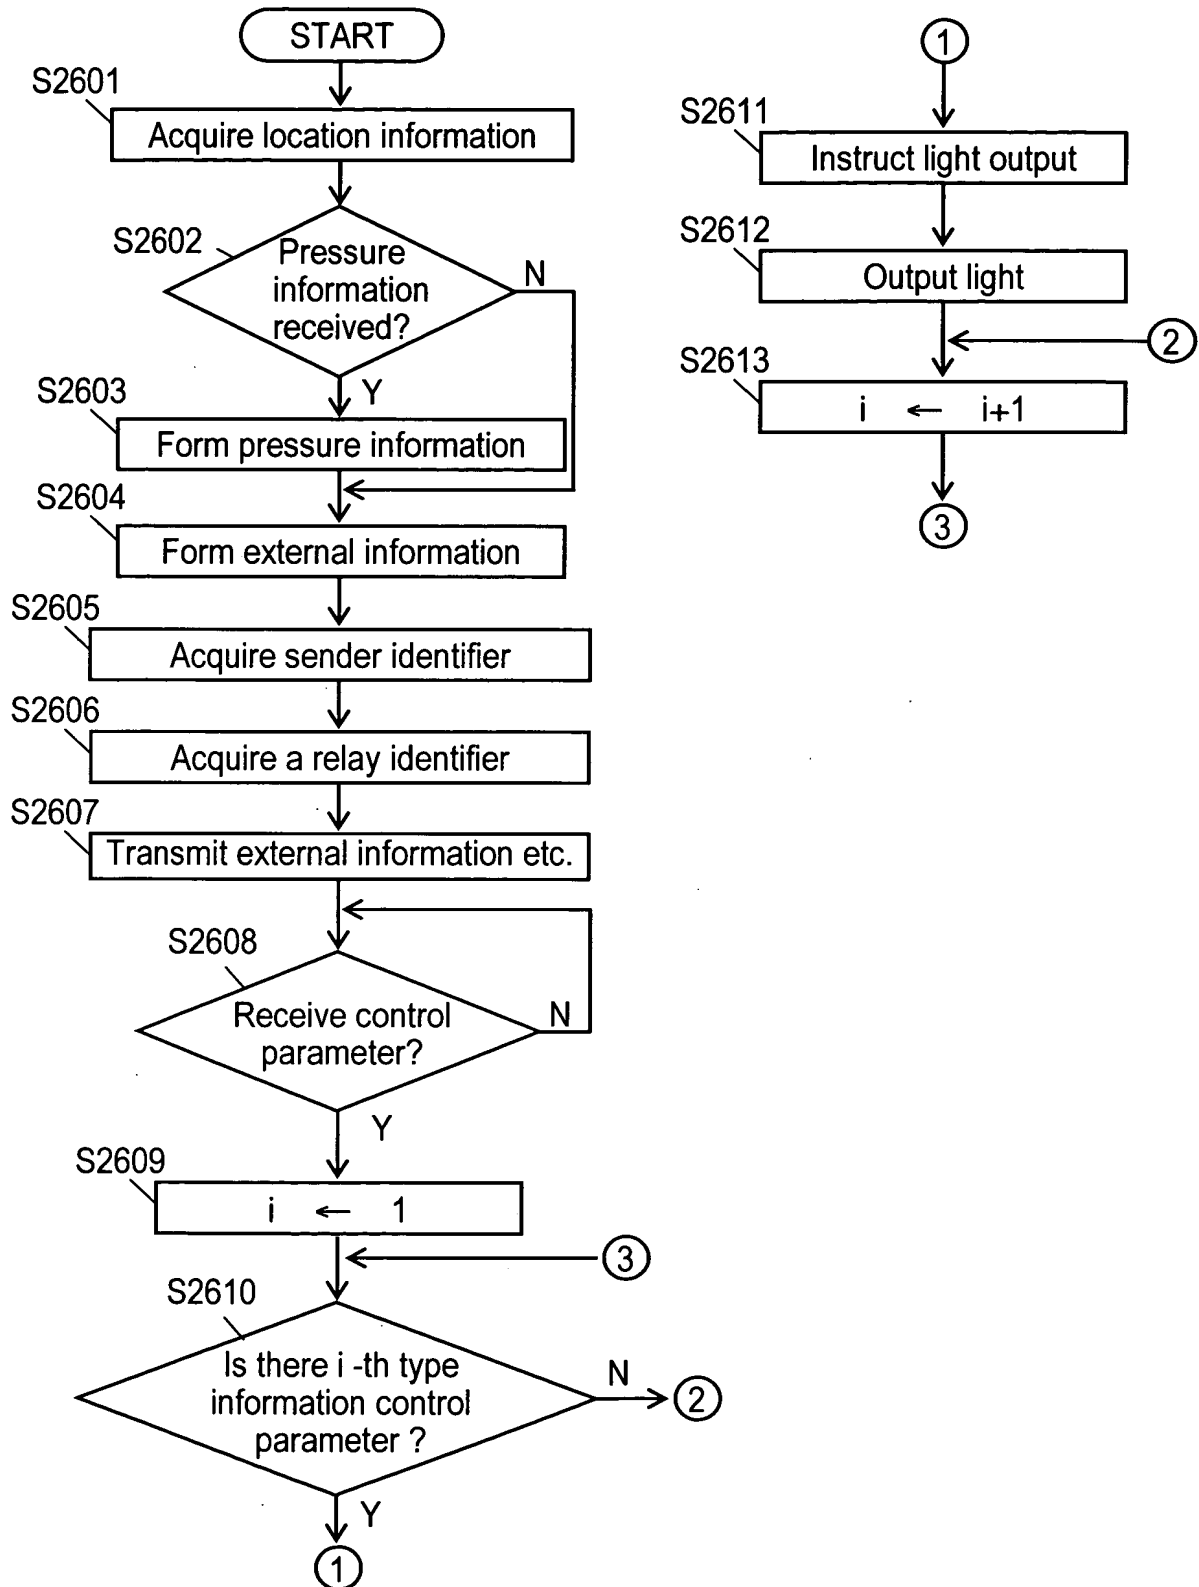 START
S2601
Acquire location information
S2602
Pressure
information
received?
N
Y
S2603
Form pressure information
S2604
Form external information
S2605
Acquire sender identifier
S2606
Acquire a relay identifier
S2607
Transmit external information etc.
S2608
Receive control
parameter?
N
Y
S2609
i ← 1
3
S2610
Is there i -th type
information control
parameter ?
N
2
Y
1
1
S2611
Instruct light output
S2612
Output light
2
S2613
i ← i+1
3